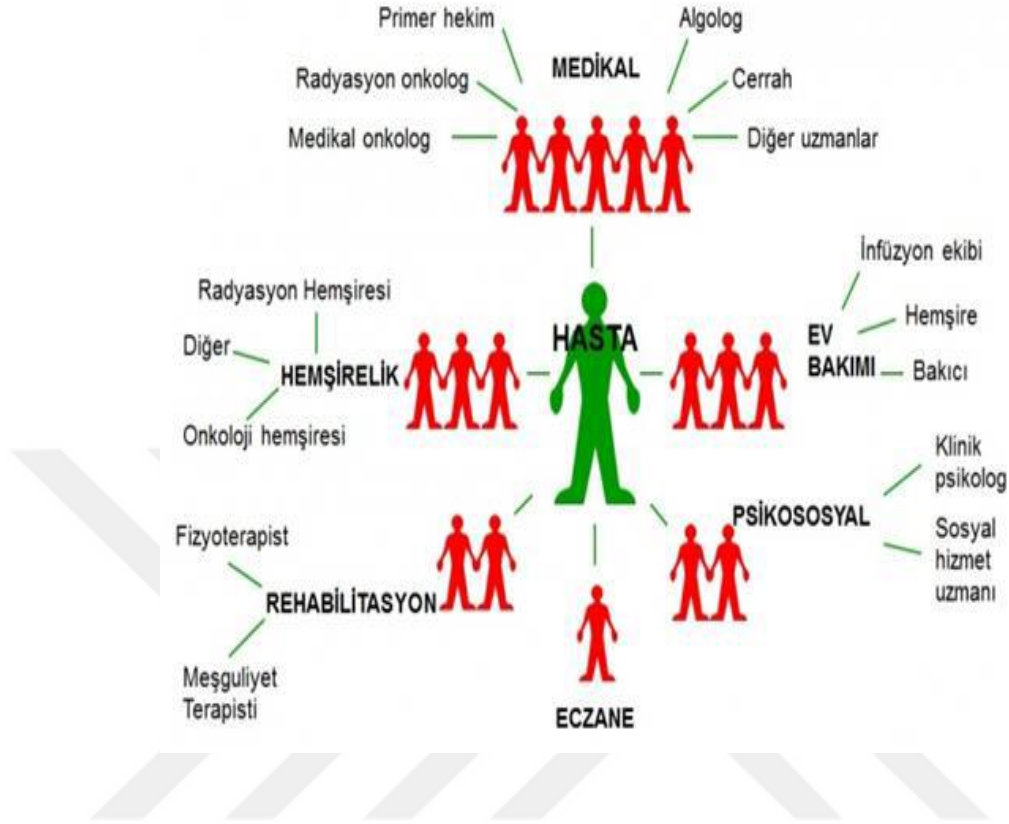 Primer hekim
Algolog
MEDİKAL
Radyasyon onkolog
Cerrah
Medikal onkolog
Diğer uzmanlar
İnfüzyon ekibi
Radyasyon Hemşiresi
Hemşire
Diğer
HASTA
EV
BAKIMI
HEMŞİRELİK
Bakıcı
Onkoloji hemşiresi
Klinik
psikolog
PSİKOSOSYAL
Fizyoterapist
Sosyal
hizmet
uzmanı
REHABİLİTASYON
Meşguliyet
Terapisti
ECZANE